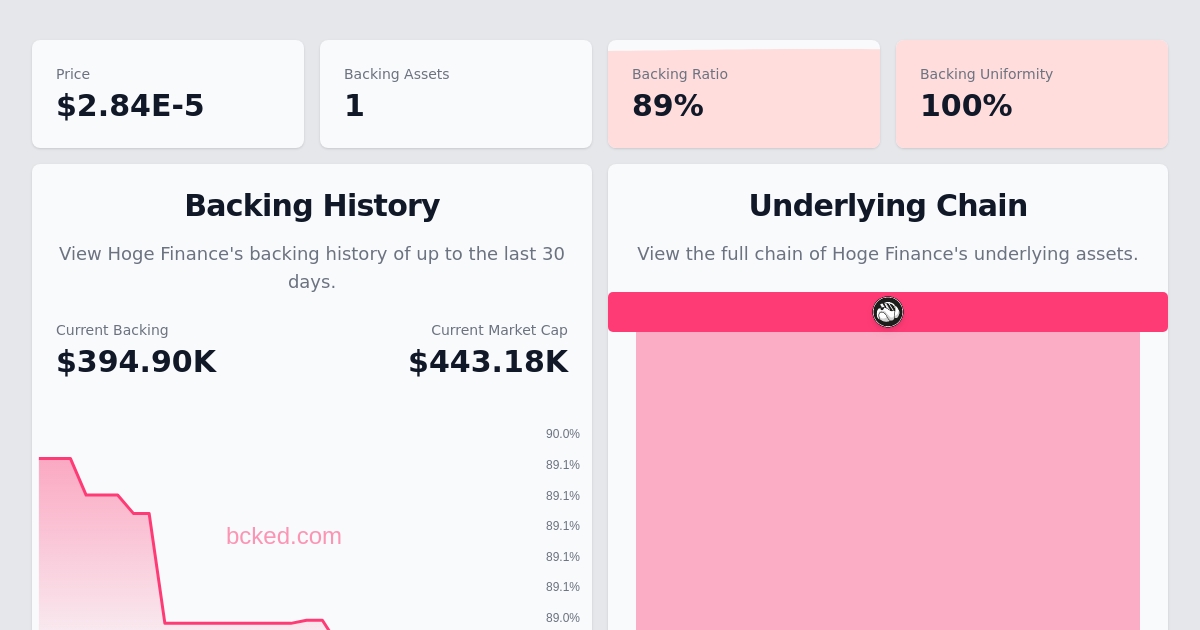 Price
$2.84E-5
Backing Assets
1
Backing Ratio
89%
Backing Uniformity
100%
Backing History
View Hoge Finance's backing history of up to the last 30
days.
Current Backing
$394.90K
Current Market Cap
$443.18K
90.0%
89.1%
89.1%
89.1%
89.1%
89.1%
89.0%
bcked.com
Underlying Chain
View the full chain of Hoge Finance's underlying assets.